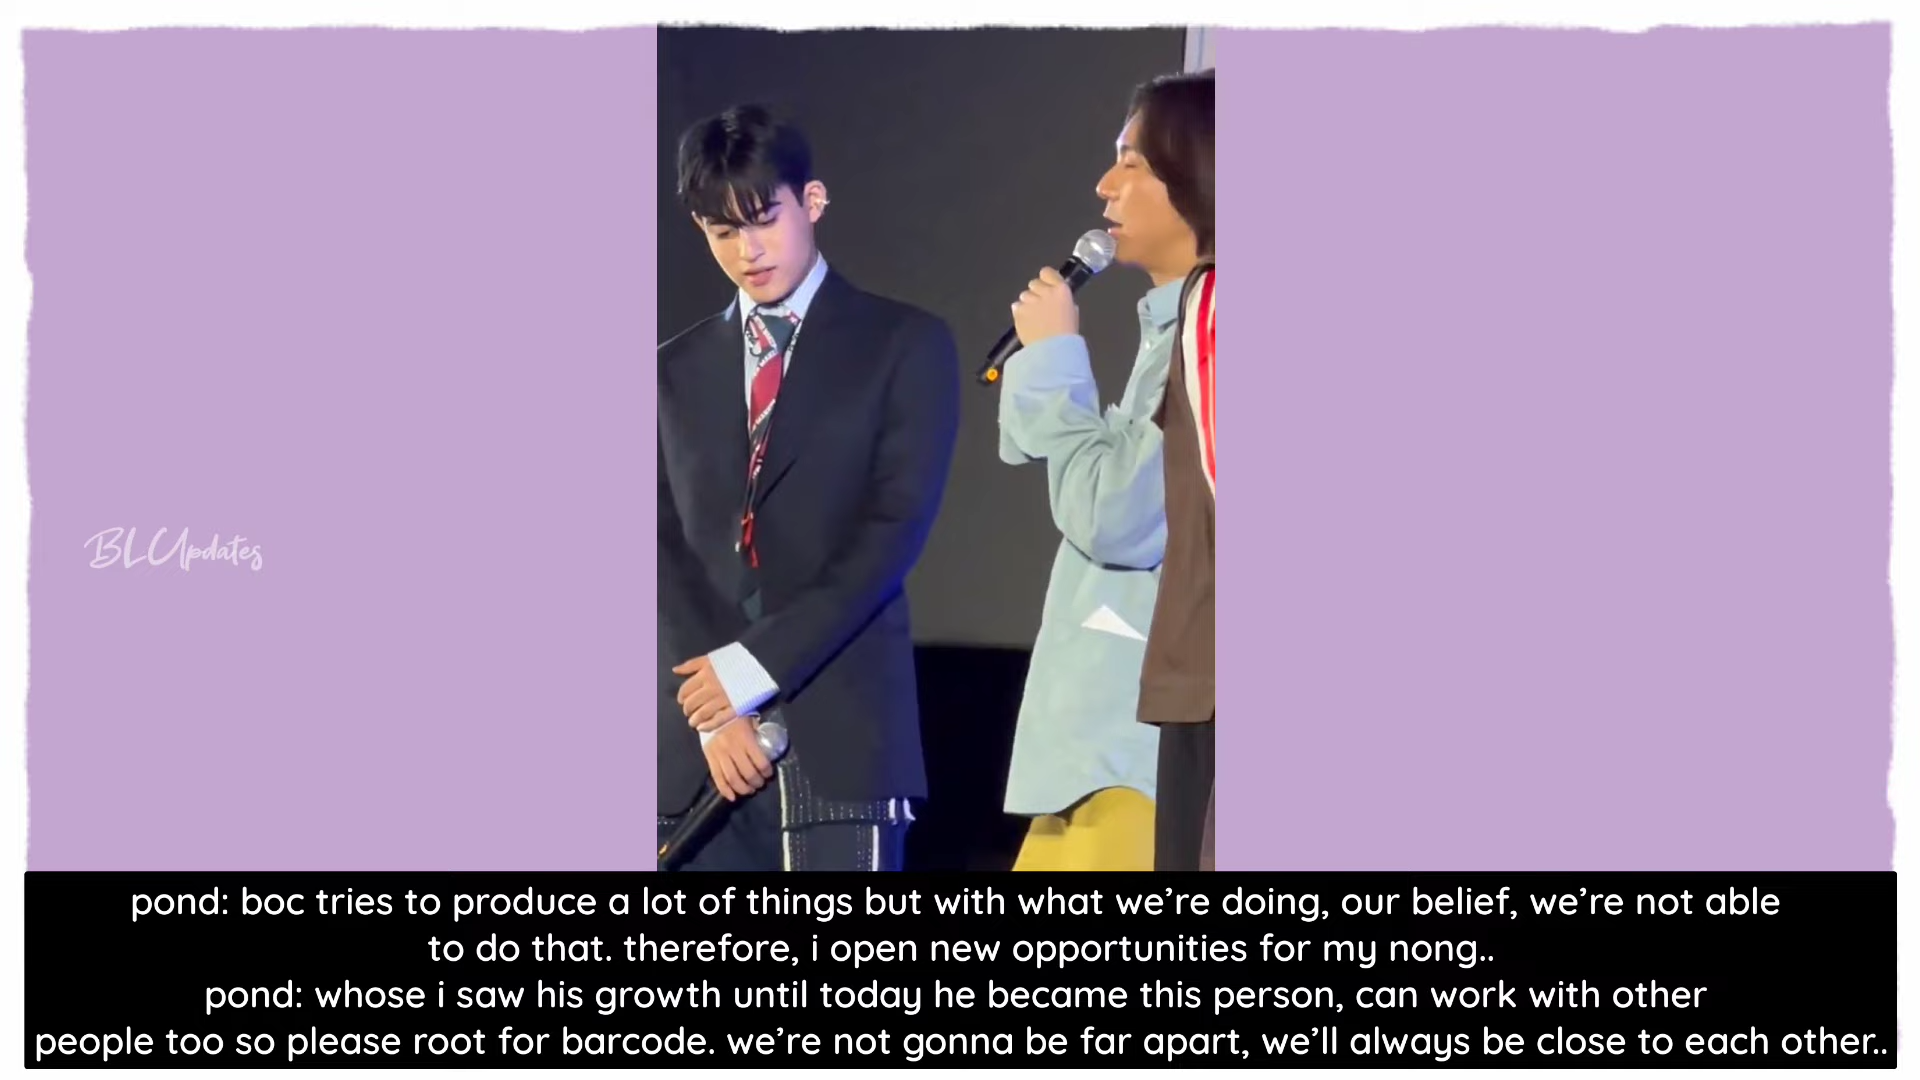 BLUpdates
pond: boc tries to produce a lot of things but with what we’re doing, our belief, we’re not able
to do that. therefore, i open new opportunities for my nong..
pond: whose i saw his growth until today he became this person, can work with other
people too so please root for barcode. we’re not gonna be far apart, we’ll always be close to each other..